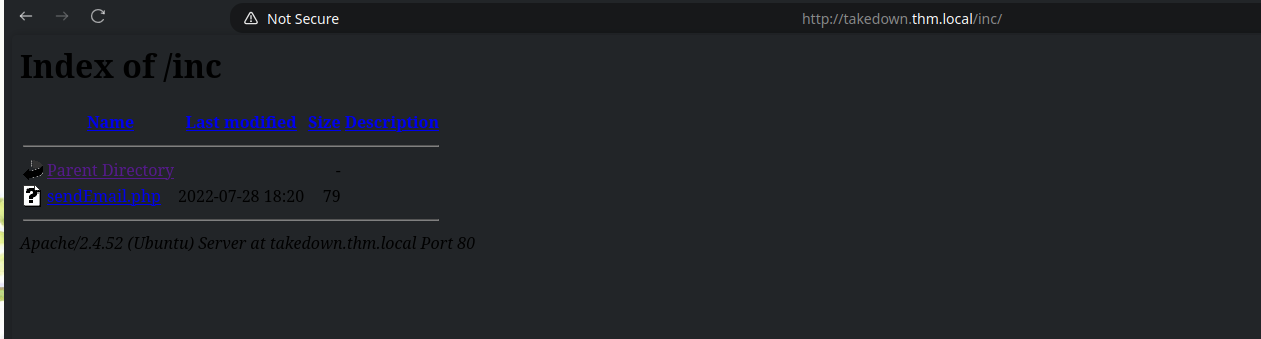 Not Secure http://takedown.thm.local/inc/
Index of /inc
Name Last modified Size Description
Parent Directory -
sendEmail.php 2022-07-28 18:20 79
Apache/2.4.52 (Ubuntu) Server at takedown.thm.local Port 80